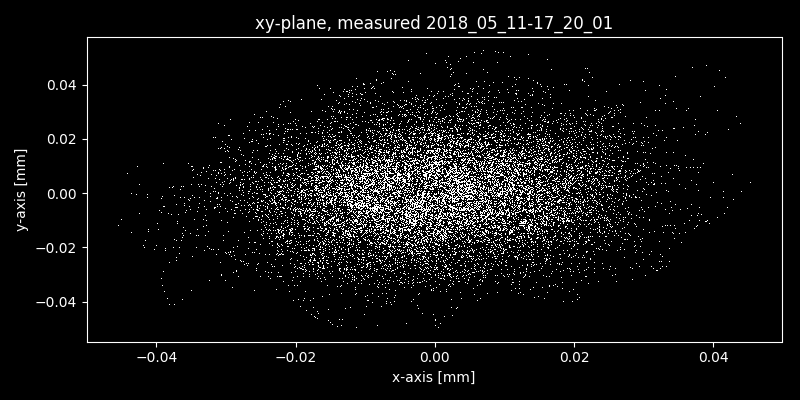 xy-plane, measured 2018_05_11-17_20_01
y-axis [mm]
0.04
0.02
0.00
−0.02
−0.04
−0.04 −0.02 0.00 0.02 0.04
x-axis [mm]